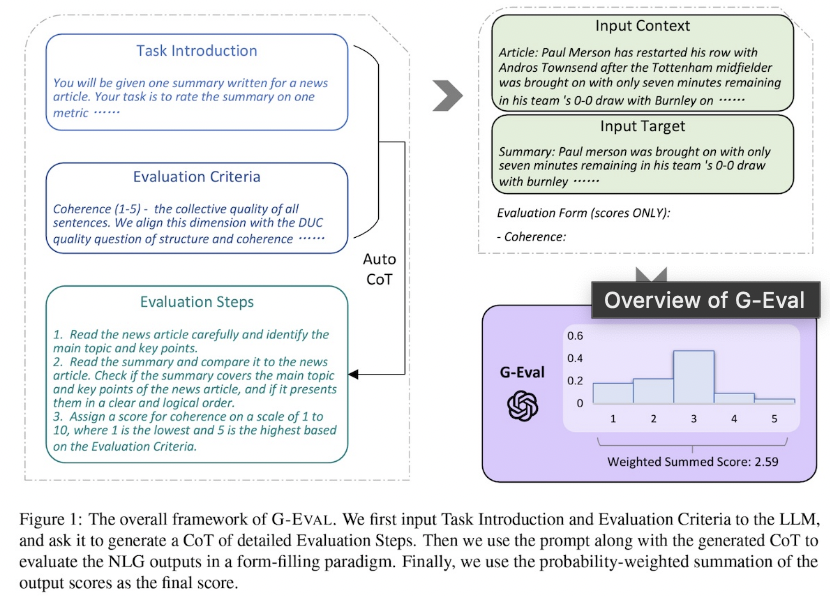 Task Introduction
You will be given one summary written for a news
article. Your task is to rate the summary on one
metric ······
Evaluation Criteria
Coherence (1-5) - the collective quality of all
sentences. We align this dimension with the DUC
quality question of structure and coherence ······
Auto
CoT
Evaluation Steps
1. Read the news article carefully and identify the
main topic and key points.
2. Read the summary and compare it to the news
article. Check if the summary covers the main topic
and key points of the news article, and if it presents
them in a clear and logical order.
3. Assign a score for coherence on a scale of 1 to
10, where 1 is the lowest and 5 is the highest based
on the Evaluation Criteria.
Input Context
Article: Paul Merson has restarted his row with
Andros Townsend after the Tottenham midfielder
was brought on with only seven minutes remaining
in his team 's 0-0 draw with Burnley on ······
Input Target
Summary: Paul merson was brought on with only
seven minutes remaining in his team 's 0-0 draw
with burnley ······
Evaluation Form (scores ONLY):
- Coherence:
Overview of G-Eval
G-Eval
0.6
0.4
0.2
0
1 2 3 4 5
Weighted Summed Score: 2.59
Figure 1: The overall framework of G-EVAL. We first input Task Introduction and Evaluation Criteria to the LLM,
and ask it to generate a CoT of detailed Evaluation Steps. Then we use the prompt along with the generated CoT to
evaluate the NLG outputs in a form-filling paradigm. Finally, we use the probability-weighted summation of the
output scores as the final score.